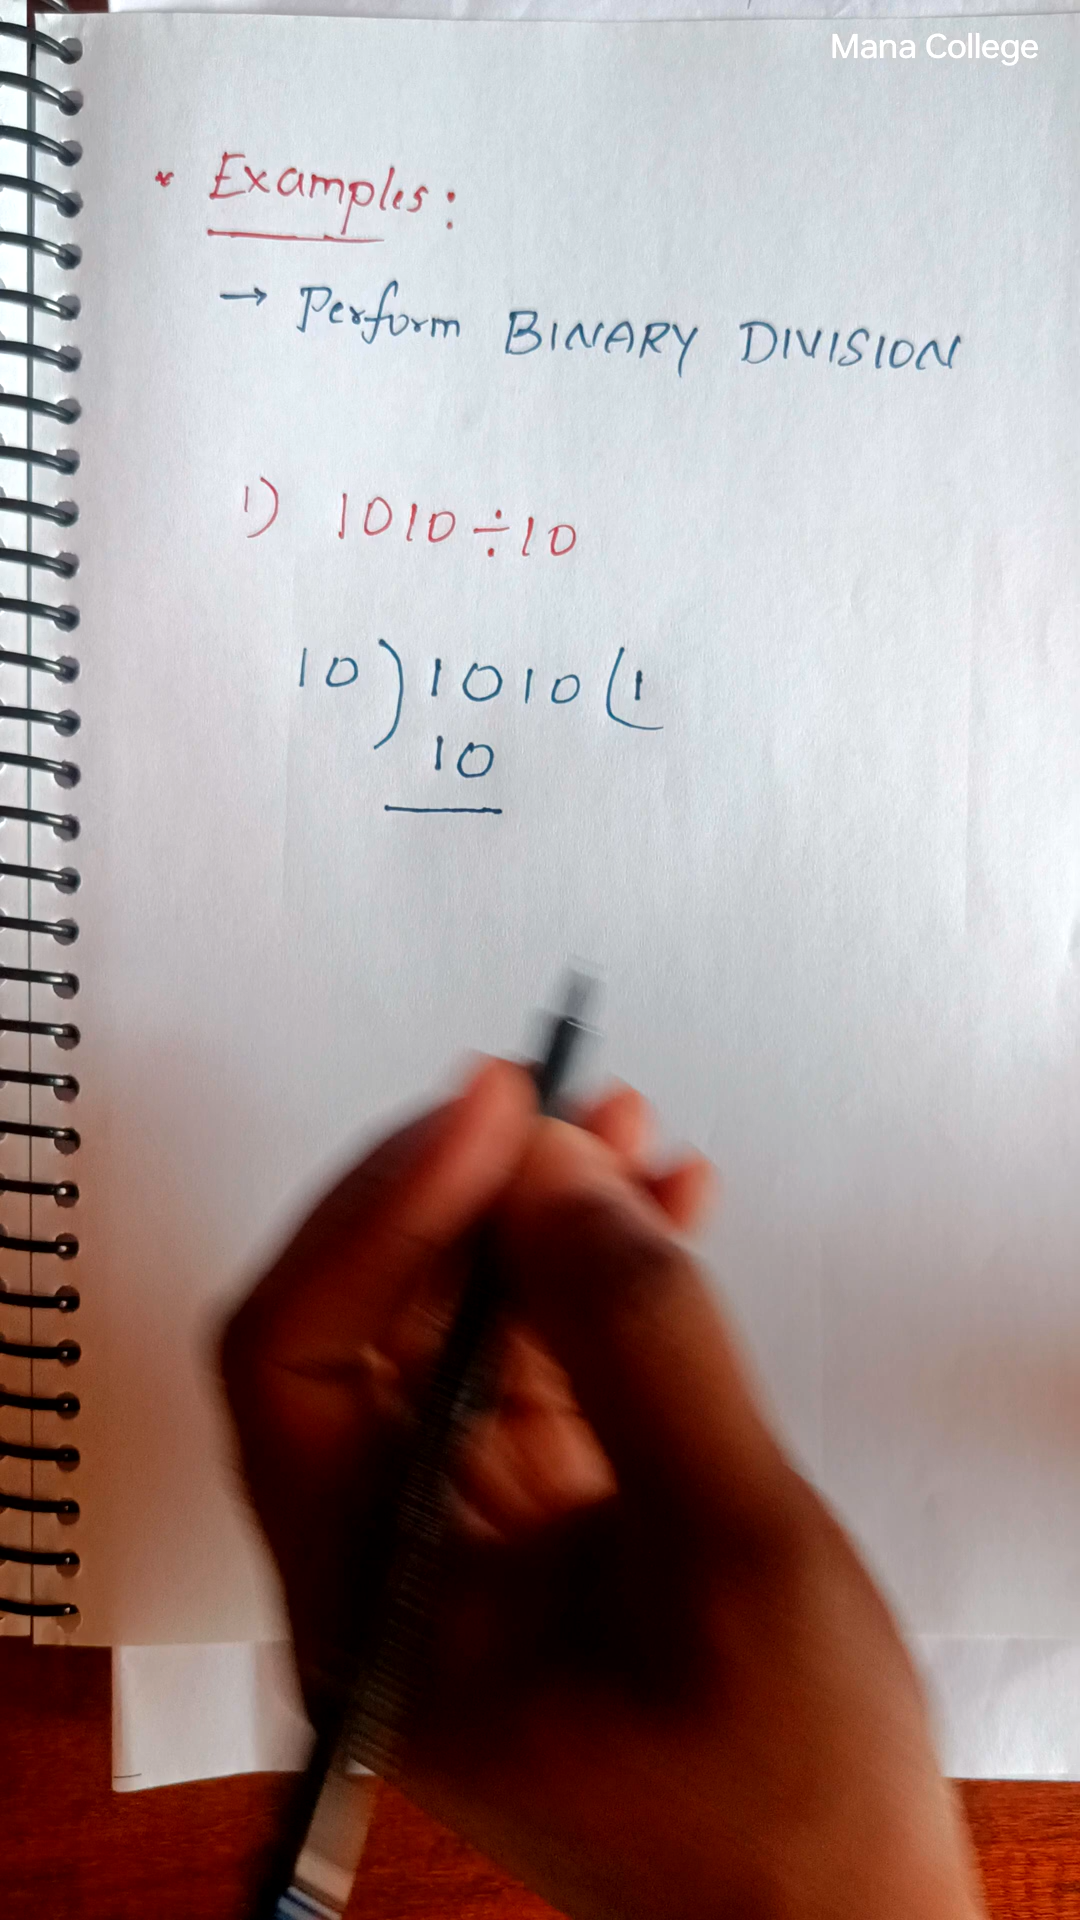 Mana College
* Examples:
→ Perform BINARY DIVISION
1) 1010÷10
10)1010(1
10